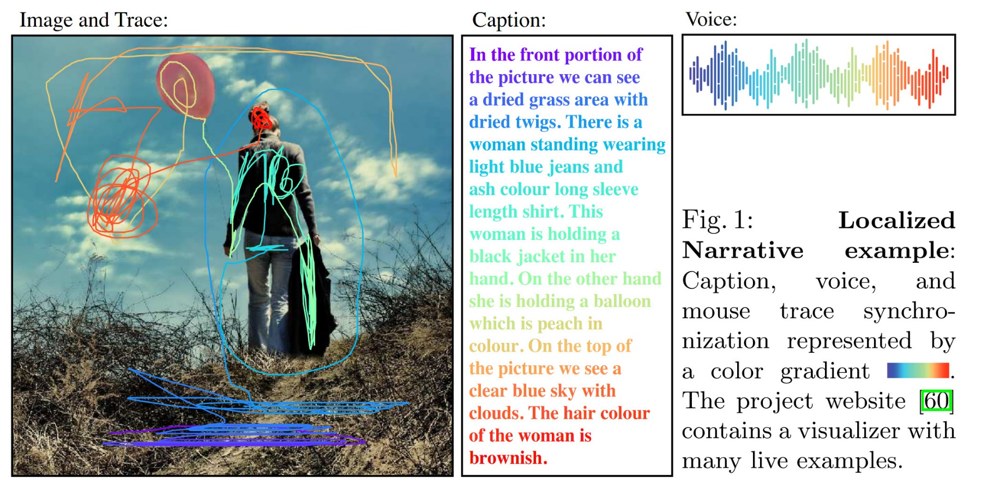 Image and Trace:
Caption:
In the front portion of
the picture we can see
a dried grass area with
dried twigs. There is a
woman standing wearing
light blue jeans and
ash colour long sleeve
length shirt. This
woman is holding a
black jacket in her
hand. On the other hand
she is holding a balloon
which is peach in
colour. On the top of
the picture we see a
clear blue sky with
clouds. The hair colour
of the woman is
brownish.
Voice:
Fig. 1: Localized
Narrative example:
Caption, voice, and
mouse trace synchro-
nization represented by
a color gradient .
The project website [60]
contains a visualizer with
many live examples.